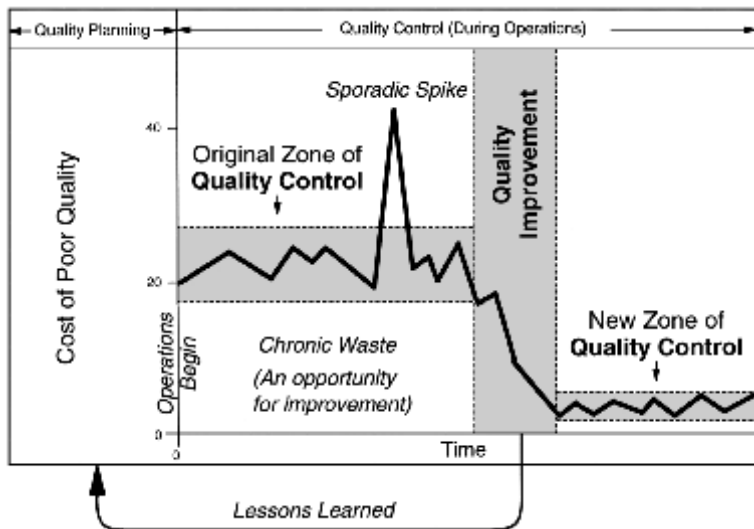 Quality Planning
Quality Control (During Operations)
Sporadic Spike
40
Original Zone of
Quality Control
Quality
Improvement
Cost of Poor Quality
20
Operations
Begin
Chronic Waste
(An opportunity
for improvement)
New Zone of
Quality Control
0
0
Time
Lessons Learned